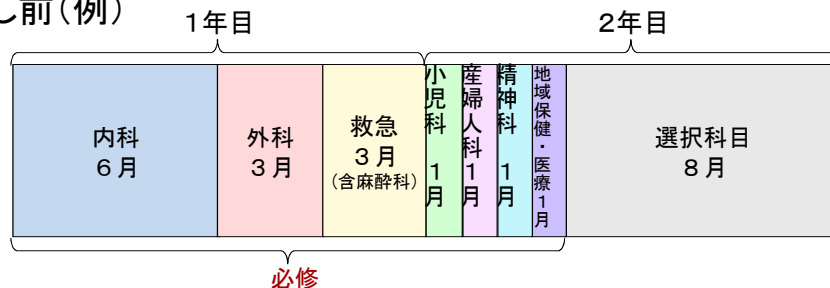 し前(例)
1年目
2年目
内科
6月
外科
3月
救急
3月
(含麻酔科)
小児科 1月
産婦人科1月
精神科 1月
地域保健・医療1月
選択科目
8月
必修